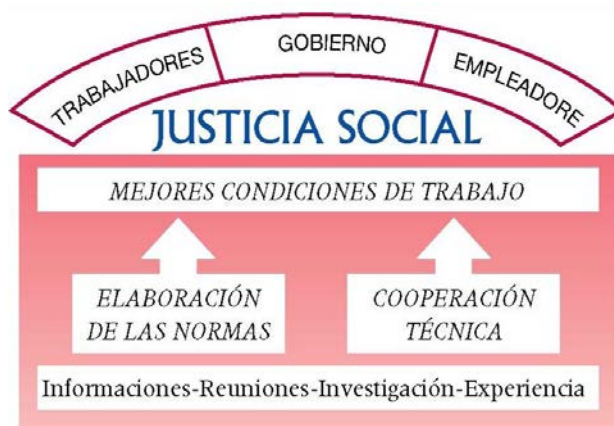 TRABAJADORES
GOBIERNO
EMPLEADORE
JUSTICIA SOCIAL
MEJORES CONDICIONES DE TRABAJO
ELABORACIÓN
DE LAS NORMAS
COOPERACIÓN
TÉCNICA
Informaciones-Reuniones-Investigación-Experiencia